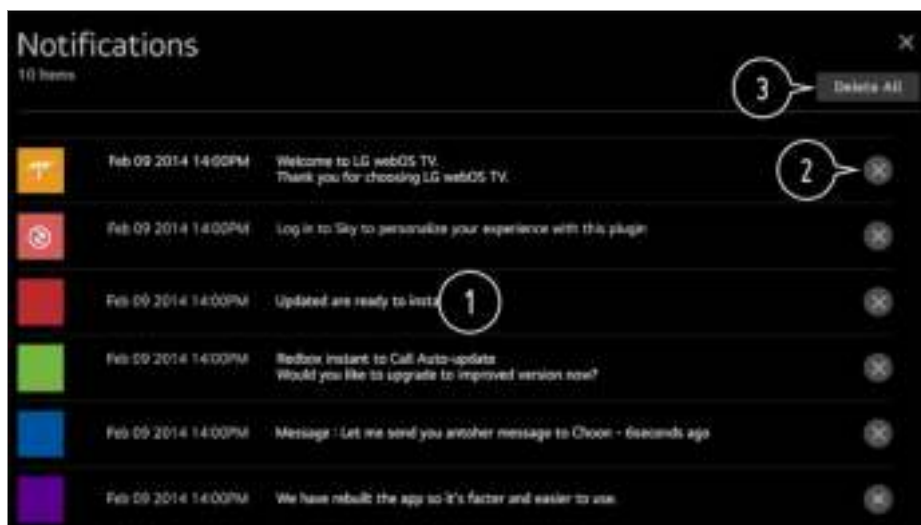 Notifications
10 Items
3
Delete All
Feb 09 2014 14:00PM
Welcome to LG webOS TV.
Thank you for choosing LG webOS TV.
2
Feb 09 2014 14:00PM
Log in to Sky to personalize your experience with this plugin
Feb 09 2014 14:00PM
Updated are ready to insta
1
Feb 09 2014 14:00PM
Redbox instant to Call Auto-update
Would you like to upgrade to improved version now?
Feb 09 2014 14:00PM
Message : Let me send you antoher message to Choon - 6seconds ago
Feb 09 2014 14:00PM
We have rebuilt the app so it's facter and easier to use.